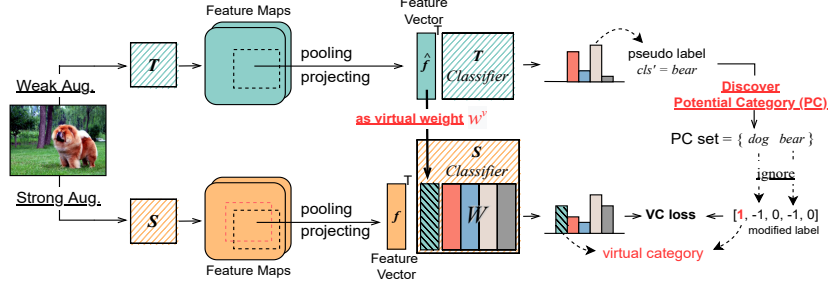 Feature Maps
Feature
Vector
T
pooling
projecting
T
f̂
T
Classifier
pseudo label
cls' = bear
Weak Aug.
Discover
Potential Category (PC)
as virtual weight w^v
PC set = { dog bear }
S
Classifier
ignore
Strong Aug.
S
pooling
projecting
T
f
W
VC loss
[1, -1, 0, -1, 0]
modified label
Feature Maps
Feature
Vector
virtual category